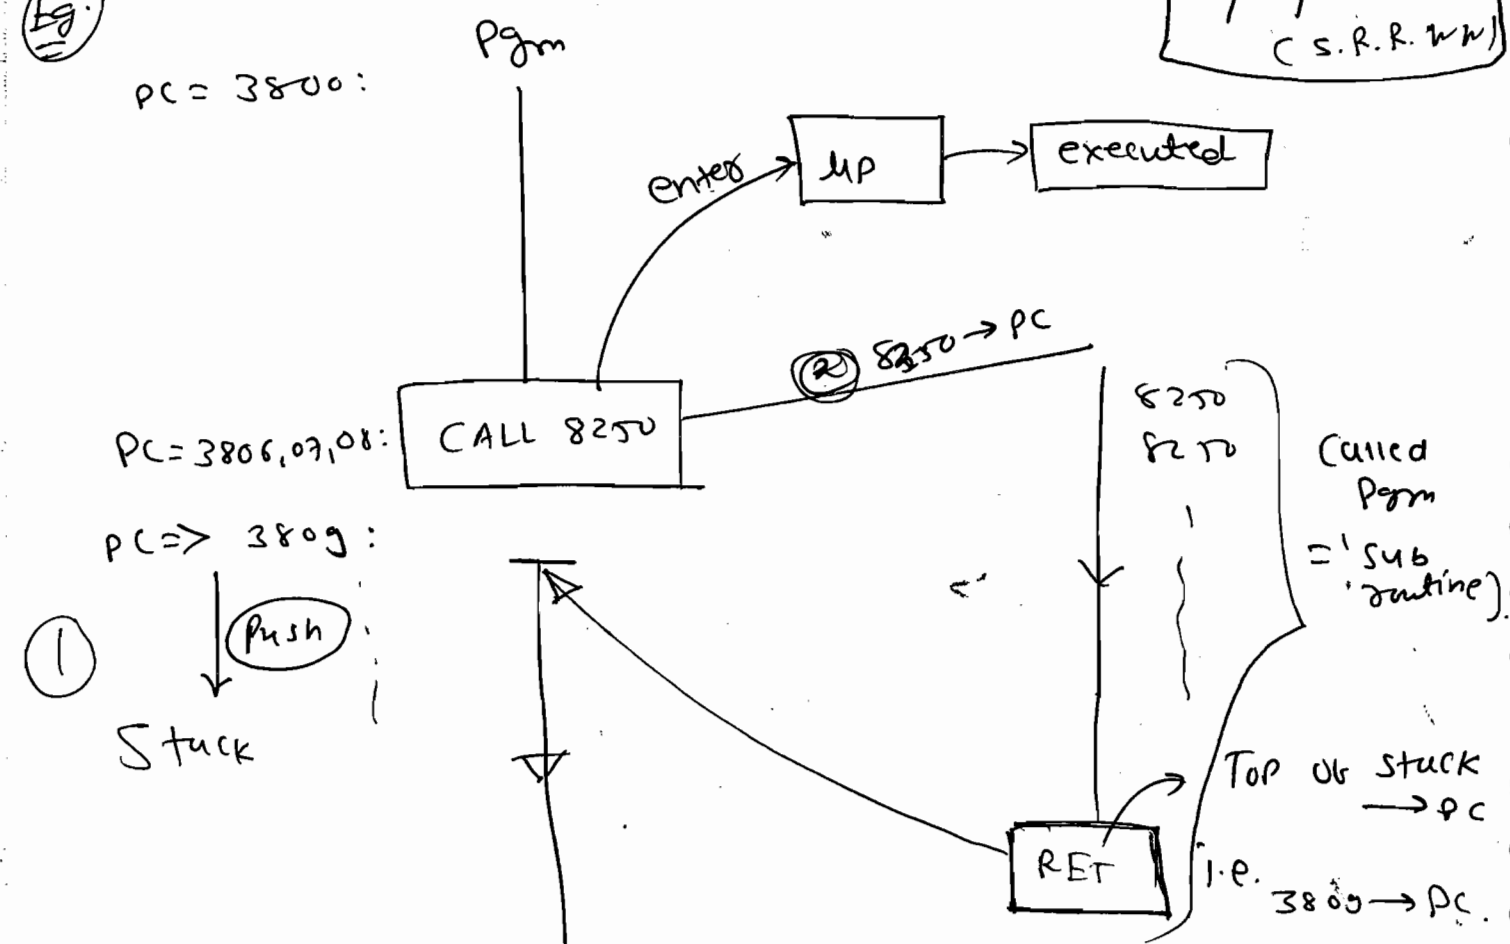 Eg.
Pgm
( S.R.R.
PC = 3800:
enter
μP
executed
② 8250 → PC
CALL 8250
PC=3806,07,08:
8250
8250
Called
Pgm
= 'Sub
routine).
PC=> 3809:
①
Push
Stack
Top of stack
→ PC
RET
i.e.
3809 → PC.